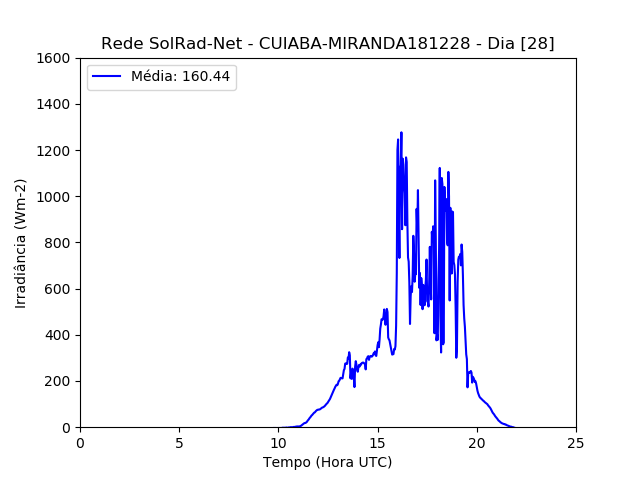 Rede SolRad-Net - CUIABA-MIRANDA181228 - Dia [28]
Média: 160.44
1600
1400
1200
1000
800
600
400
200
0
Irradiância (Wm-2)
0 5 10 15 20 25
Tempo (Hora UTC)